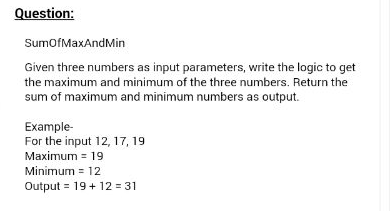 Question:
SumOfMaxAndMin
Given three numbers as input parameters, write the logic to get
the maximum and minimum of the three numbers. Return the
sum of maximum and minimum numbers as output.
Example-
For the input 12, 17, 19
Maximum = 19
Minimum = 12
Output = 19 + 12 = 31